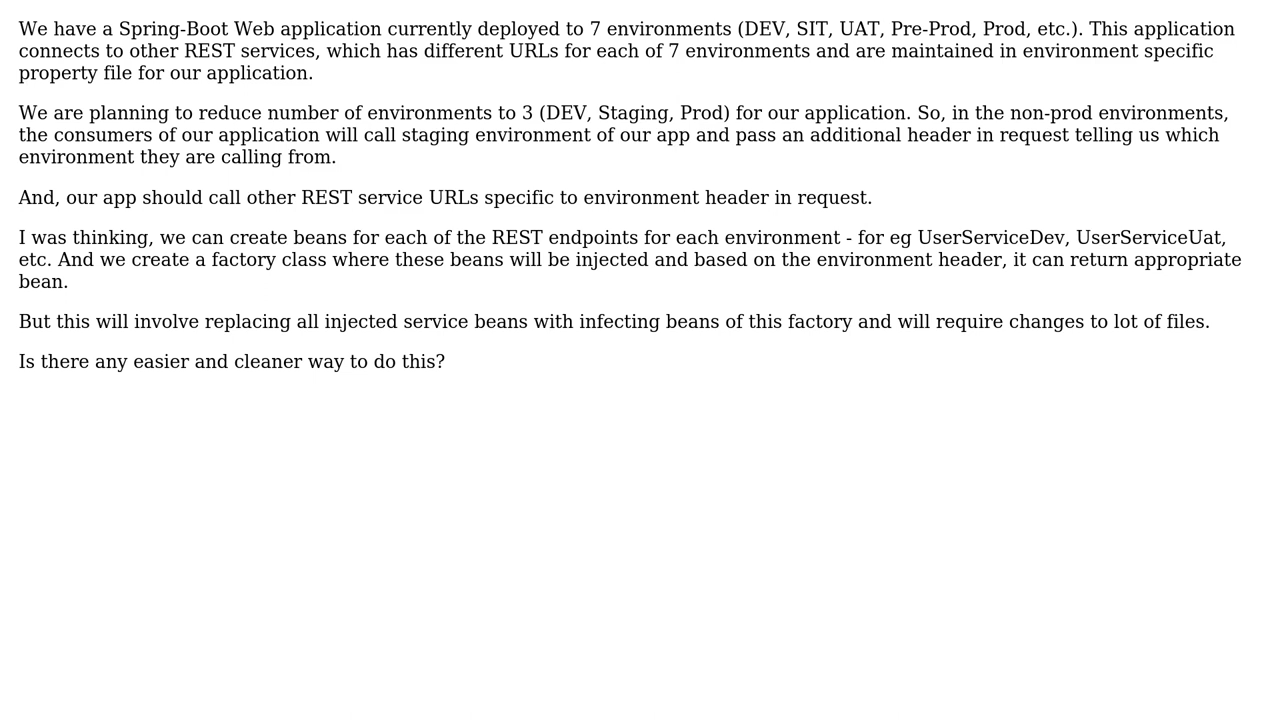 We have a Spring-Boot Web application currently deployed to 7 environments (DEV, SIT, UAT, Pre-Prod, Prod, etc.). This application
connects to other REST services, which has different URLs for each of 7 environments and are maintained in environment specific
property file for our application.
We are planning to reduce number of environments to 3 (DEV, Staging, Prod) for our application. So, in the non-prod environments,
the consumers of our application will call staging environment of our app and pass an additional header in request telling us which
environment they are calling from.
And, our app should call other REST service URLs specific to environment header in request.
I was thinking, we can create beans for each of the REST endpoints for each environment - for eg UserServiceDev, UserServiceUat,
etc. And we create a factory class where these beans will be injected and based on the environment header, it can return appropriate
bean.
But this will involve replacing all injected service beans with infecting beans of this factory and will require changes to lot of files.
Is there any easier and cleaner way to do this?